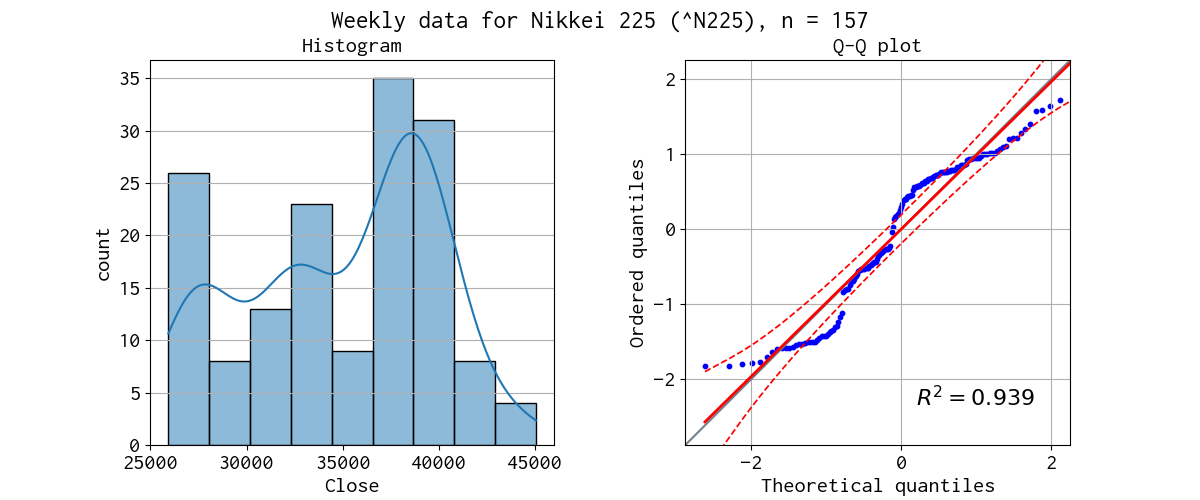 Weekly data for Nikkei 225 (^N225), n = 157
Histogram
35
30
25
20
15
10
5
0
25000 30000 35000 40000 45000
Close
count
Q-Q plot
2
1
0
−1
−2
−2 0 2
Theoretical quantiles
Ordered quantiles
R² = 0.939